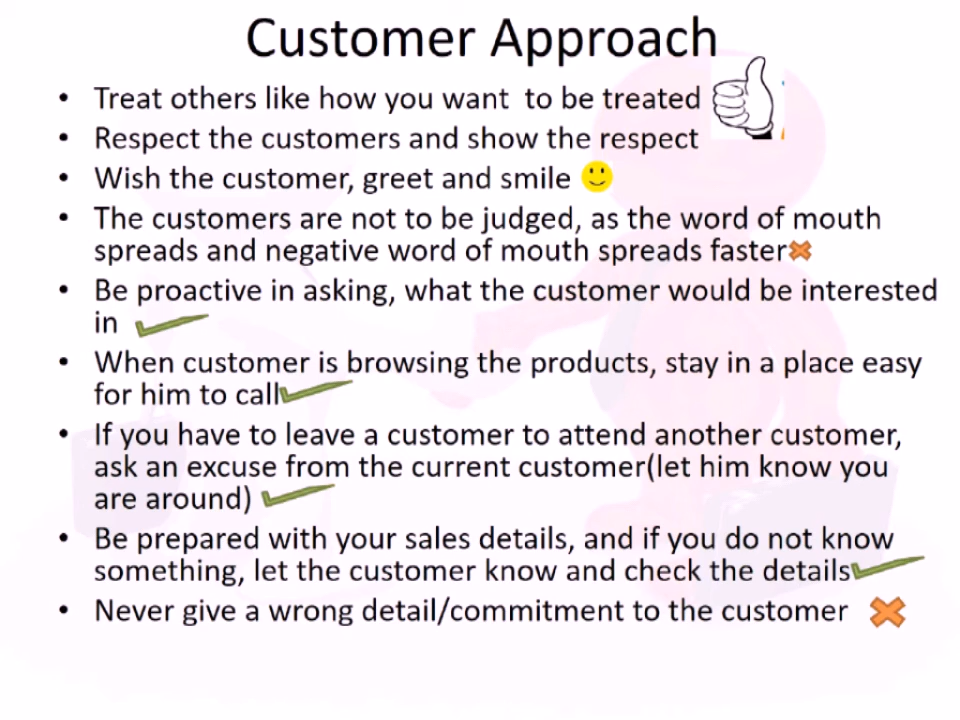 Customer Approach
• Treat others like how you want to be treated
• Respect the customers and show the respect
• Wish the customer, greet and smile
• The customers are not to be judged, as the word of mouth
spreads and negative word of mouth spreads faster
• Be proactive in asking, what the customer would be interested
in
• When customer is browsing the products, stay in a place easy
for him to call
• If you have to leave a customer to attend another customer,
ask an excuse from the current customer(let him know you
are around)
• Be prepared with your sales details, and if you do not know
something, let the customer know and check the details
• Never give a wrong detail/commitment to the customer